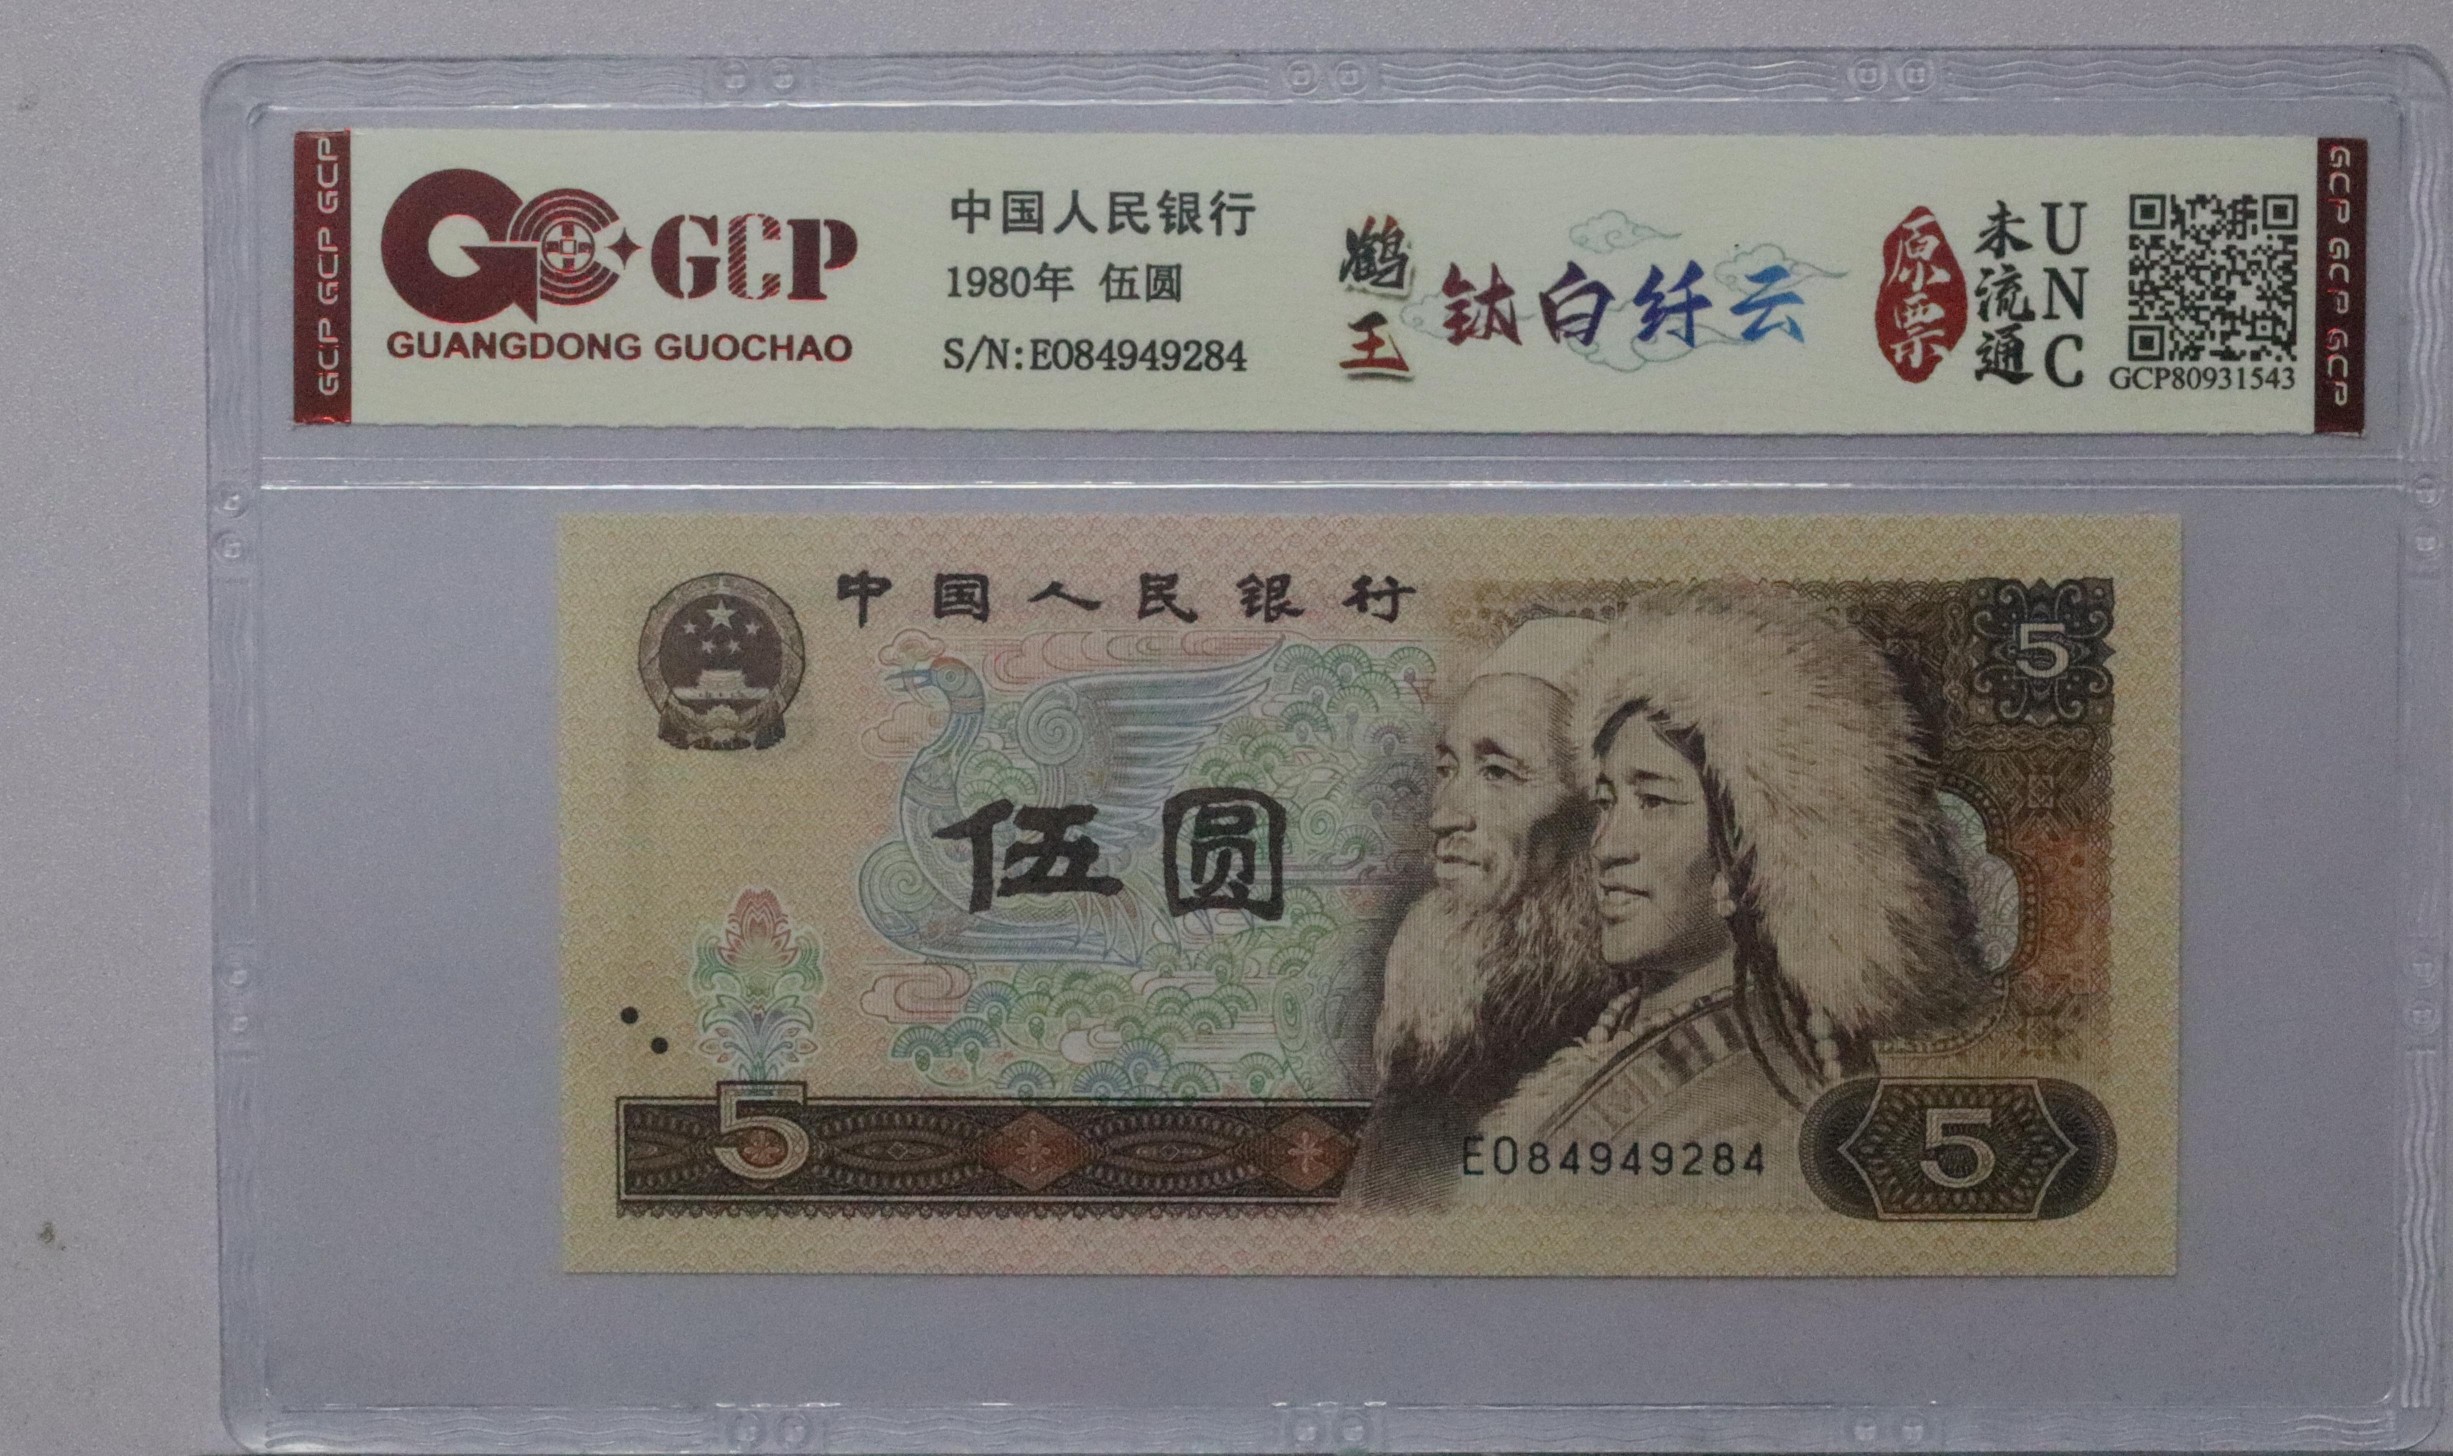 GCP GCP GCP
GCP
GUANGDONG GUOCHAO
中国人民银行
1980年 伍圆
S/N:EO84949284
鹤王
钛白纤云
原票
未流通
UNC
GCP80931543
GCP GCP GCP
中国人民银行
5
伍圆
5
EO84949284
5